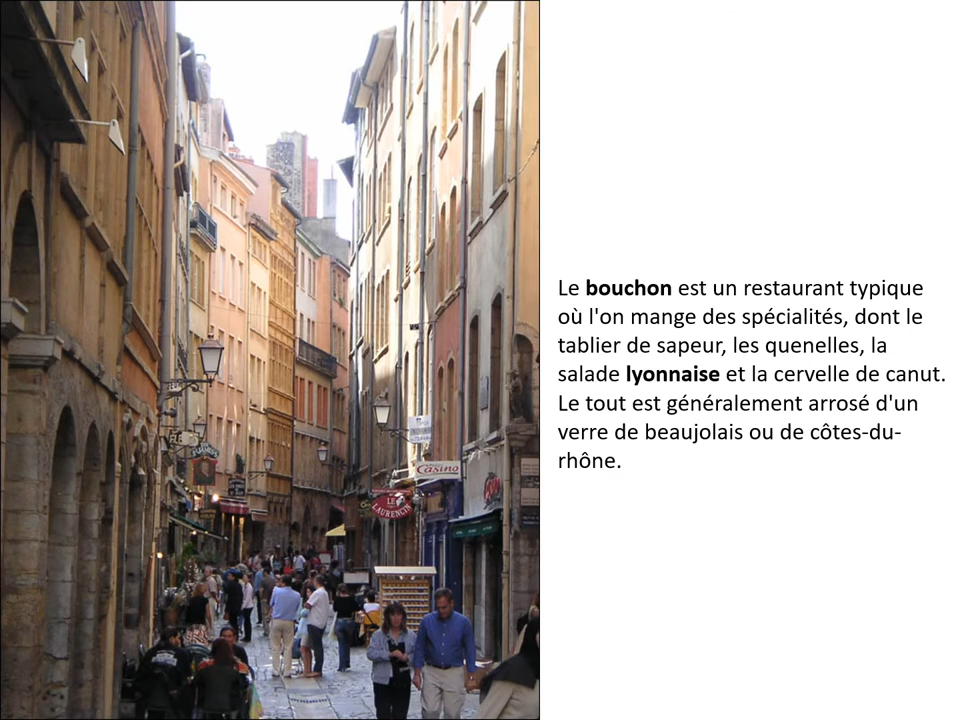 Casino
LE
LAURENCIN
Le bouchon est un restaurant typique
où l'on mange des spécialités, dont le
tablier de sapeur, les quenelles, la
salade lyonnaise et la cervelle de canut.
Le tout est généralement arrosé d'un
verre de beaujolais ou de côtes-du-
rhône.